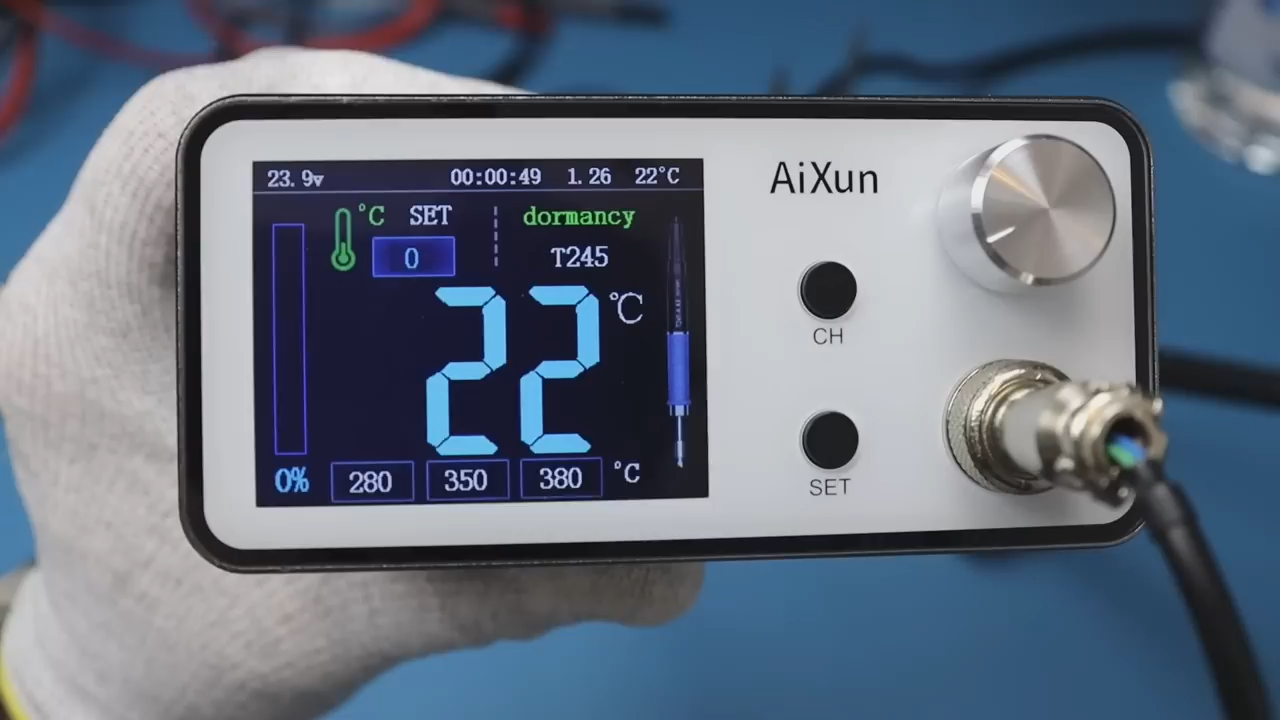 23.9v 00:00:49 1.26 22°C
°C SET dormancy
0 T245
22 °C
0% 280 350 380 °C
AiXun
CH
SET